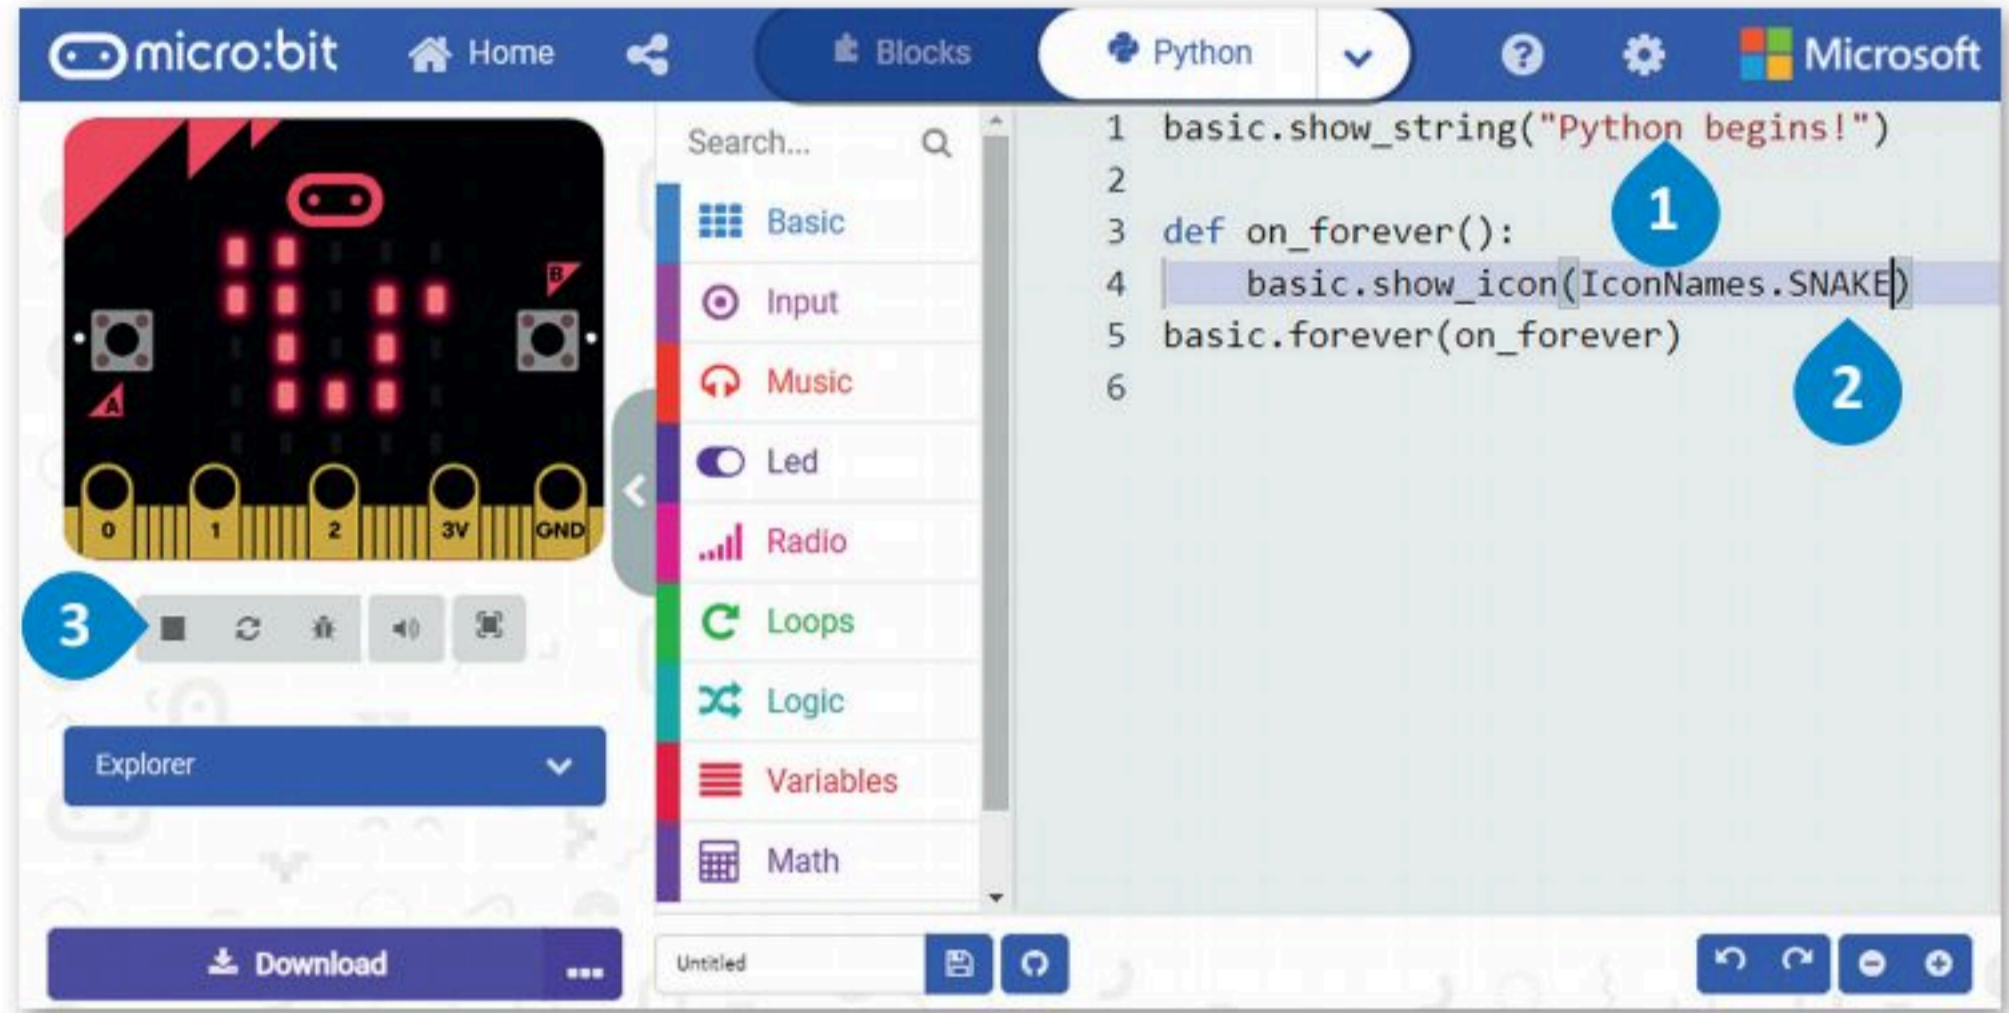 micro:bit Home Blocks Python Microsoft
Search...
Basic
Input
Music
Led
Radio
Loops
Logic
Variables
Math
1 basic.show_string("Python begins!")
2
3 def on_forever():
4 basic.show_icon(IconNames.SNAKE)
5 basic.forever(on_forever)
6
1
2
B
A
0 1 2 3V GND
3
Explorer
Download
Untitled